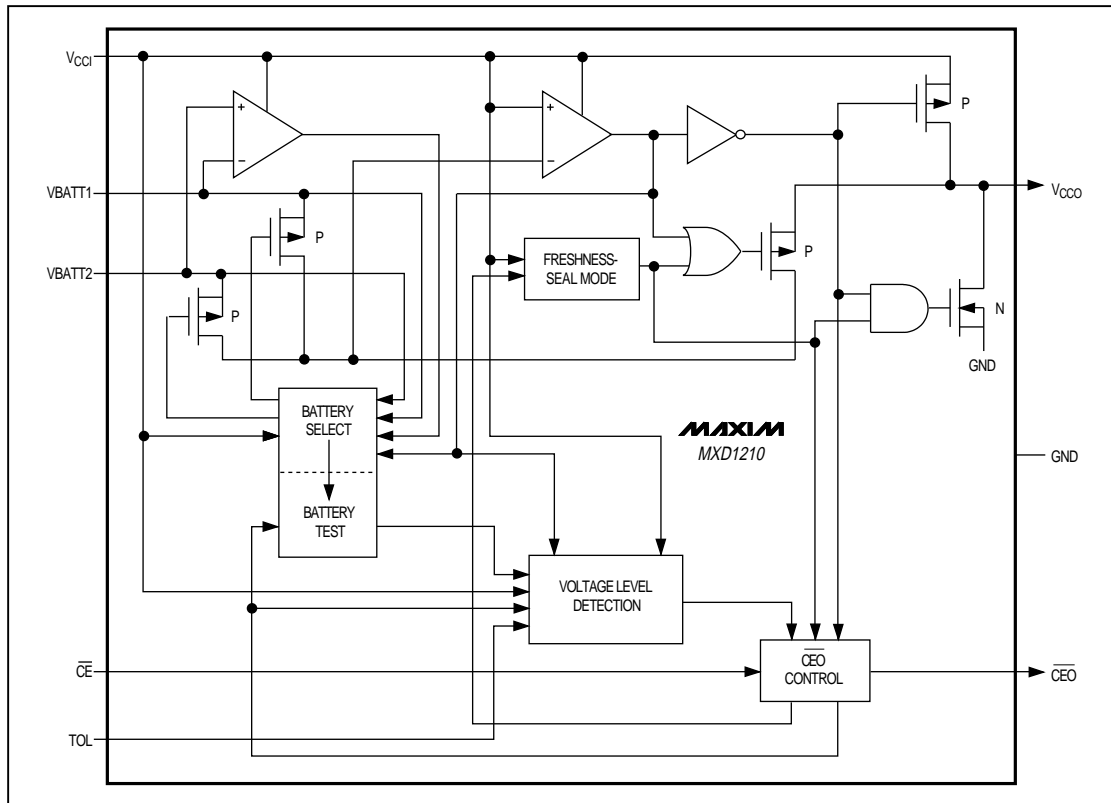 VCCI
P
+
+
−
−
VBATT1
VCCO
P
P
FRESHNESS-
SEAL MODE
VBATT2
P
N
GND
BATTERY
SELECT
MAXIM
MXD1210
GND
BATTERY
TEST
VOLTAGE LEVEL
DETECTION
CE
CEO
CONTROL
CEO
TOL